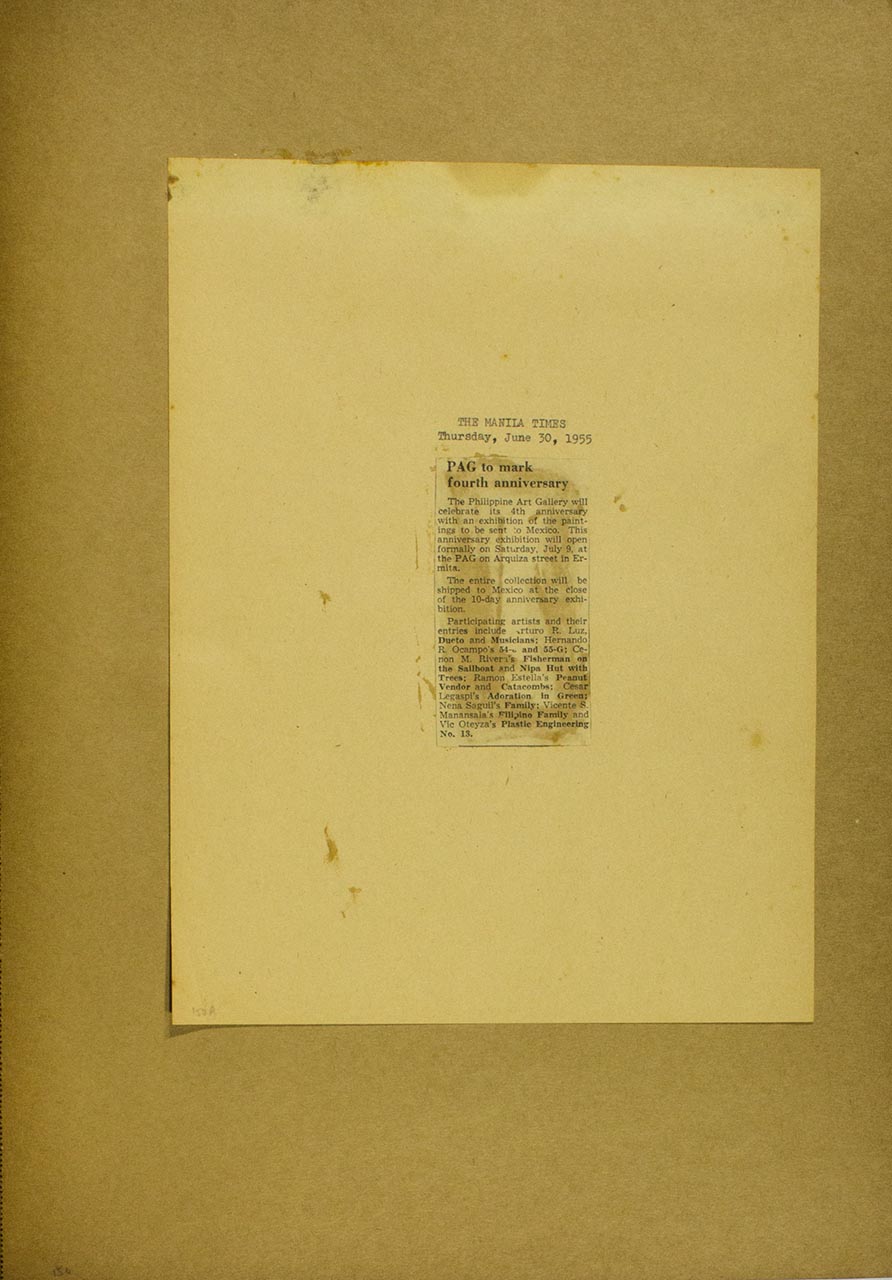 THE MANILA TIMES
Thursday, June 30, 1955
PAG to mark
fourth anniversary
The Philippine Art Gallery will
celebrate its 4th anniversary
with an exhibition of the paint-
ings to be sent to Mexico. This
anniversary exhibition will open
formally on Saturday, July 9, at
the PAG on Arquiza street in Er-
mita.
The entire collection will be
shipped to Mexico at the close
of the 10-day anniversary exhi-
bition.
Participating artists and their
entries include Arturo R. Luz,
Dueto and Musicians; Hernando
R. Ocampo's and 55-G; Ce-
non M. Rivera's Fisherman on
the Sailboat and Nipa Hut with
Trees; Ramon Estella's Peanut
Vendor and Catacombs; Cesar
Legaspi's Adoration in Green;
Nena Saguil's Family; Vicente S.
Manansala's Filipino Family and
Vic Oteyza's Plastic Engineering
No. 13.
150A